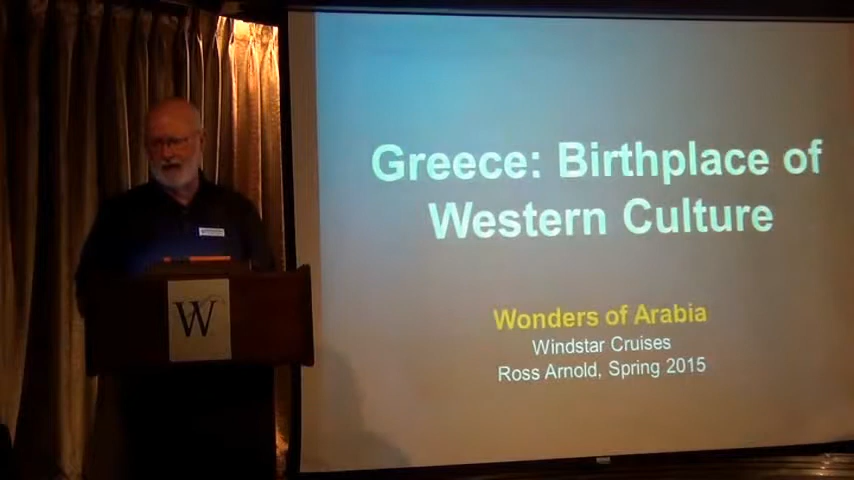 Greece: Birthplace of
Western Culture
Wonders of Arabia
Windstar Cruises
Ross Arnold, Spring 2015
W